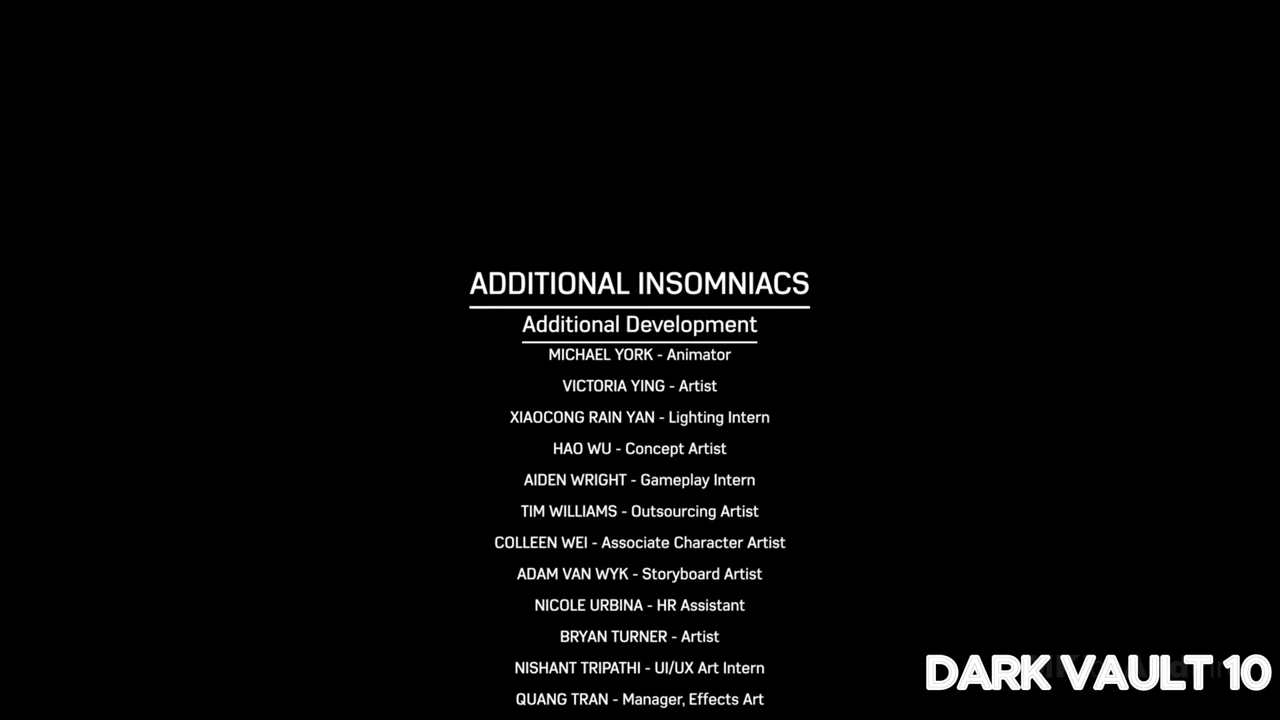 ADDITIONAL INSOMNIACS
Additional Development
MICHAEL YORK - Animator
VICTORIA YING - Artist
XIAOCONG RAIN YAN - Lighting Intern
HAO WU - Concept Artist
AIDEN WRIGHT - Gameplay Intern
TIM WILLIAMS - Outsourcing Artist
COLLEEN WEI - Associate Character Artist
ADAM VAN WYK - Storyboard Artist
NICOLE URBINA - HR Assistant
BRYAN TURNER - Artist
NISHANT TRIPATHI - UI/UX Art Intern
QUANG TRAN - Manager, Effects Art
DARK VAULT 10